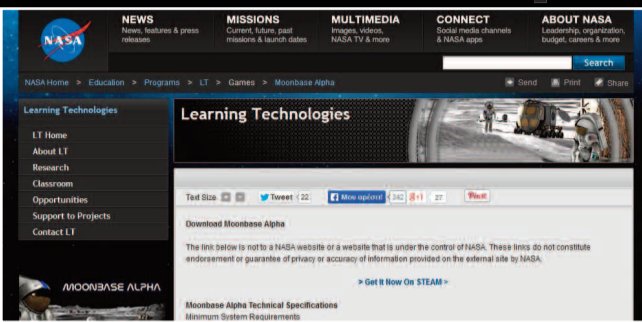 NASA
NEWS
News, features & press
releases
MISSIONS
Current, future, past
missions & launch dates
MULTIMEDIA
Images, videos,
NASA TV & more
CONNECT
Social media channels
& NASA apps
ABOUT NASA
Leadership, organization,
budget, careers & more
Search
NASA Home > Education > Programs > LT > Games > Moonbase Alpha
Send Print Share
Learning Technologies
LT Home
About LT
Research
Classroom
Opportunities
Support to Projects
Contact LT
MOONBASE ALPHA
Learning Technologies
Text Size Tweet 22 Μου αρέσει! 242 +1 27 Pin it
Download Moonbase Alpha
The link below is not to a NASA website or a website that is under the control of NASA. These links do not constitute
endorsement or guarantee of privacy or accuracy of information provided on the external site by NASA.
> Get It Now On STEAM >
Moonbase Alpha Technical Specifications
Minimum System Requirements